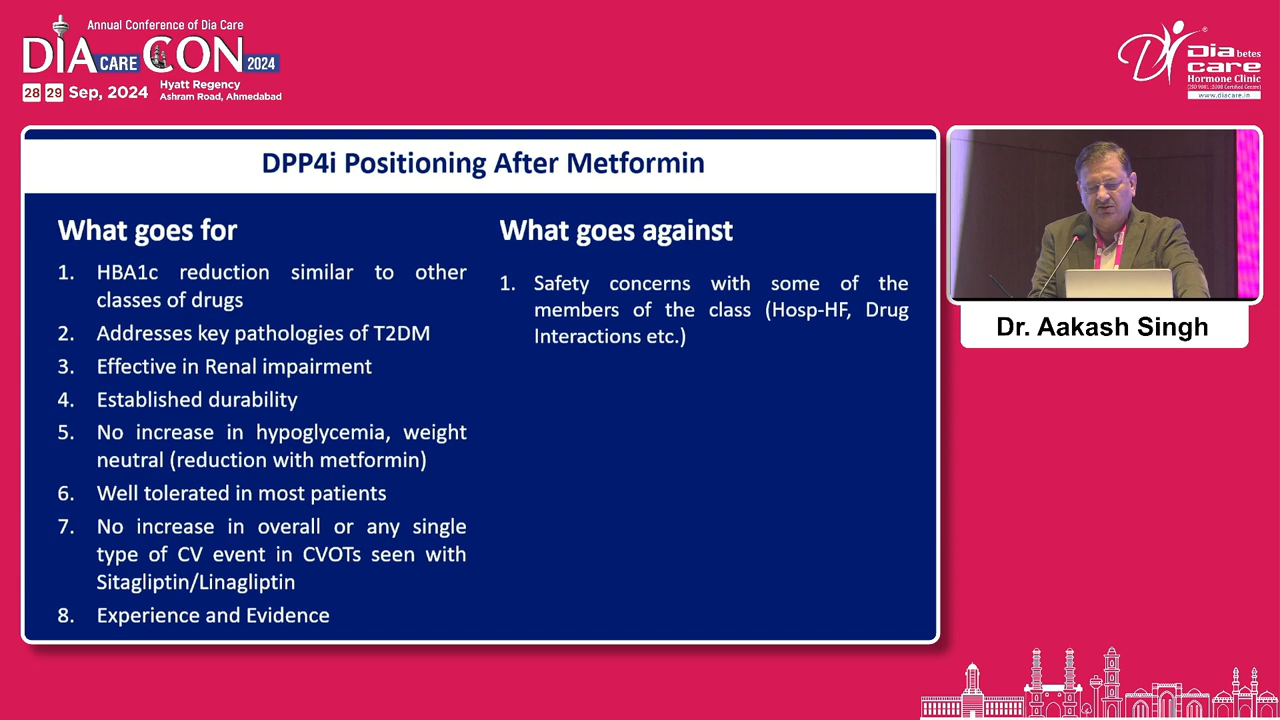 Annual Conference of Dia Care
DIA CARE CON 2024
28 29 Sep, 2024
Hyatt Regency
Ashram Road, Ahmedabad
Diabetes
care
Hormone Clinic
(ISO 9001:2008 Certified Centre)
www.diacare.in
DPP4i Positioning After Metformin
What goes for
1. HBA1c reduction similar to other
classes of drugs
2. Addresses key pathologies of T2DM
3. Effective in Renal impairment
4. Established durability
5. No increase in hypoglycemia, weight
neutral (reduction with metformin)
6. Well tolerated in most patients
7. No increase in overall or any single
type of CV event in CVOTs seen with
Sitagliptin/Linagliptin
8. Experience and Evidence
What goes against
1. Safety concerns with some of the
members of the class (Hosp-HF, Drug
Interactions etc.)
Dr. Aakash Singh